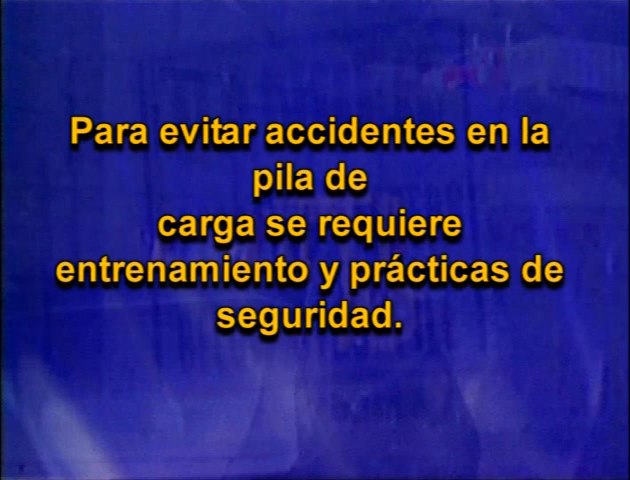 Para evitar accidentes en la
pila de
carga se requiere
entrenamiento y prácticas de
seguridad.